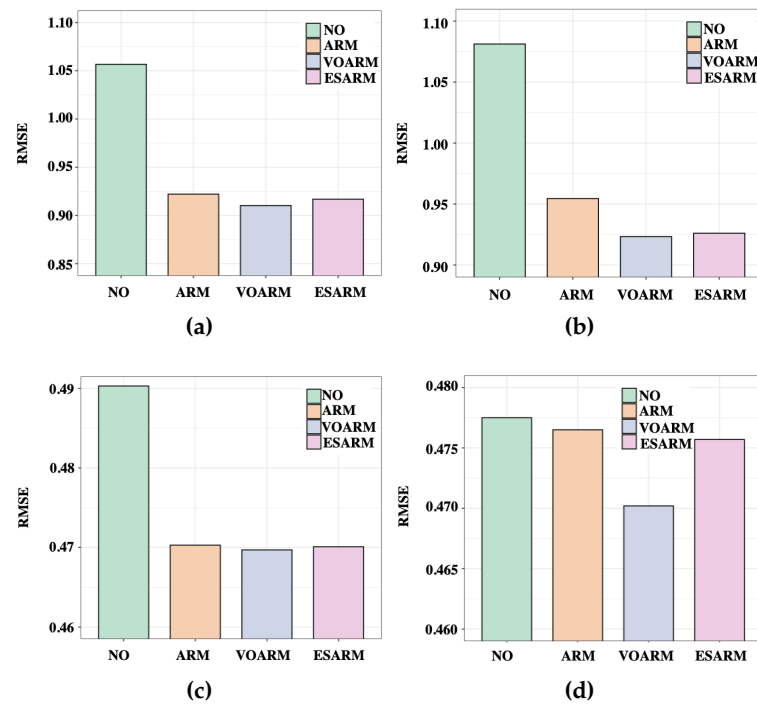 1.10
1.05
1.00
0.95
0.90
0.85
RMSE
NO
ARM
VOARM
ESARM
NO ARM VOARM ESARM
(a)
1.10
1.05
1.00
0.95
0.90
RMSE
NO
ARM
VOARM
ESARM
NO ARM VOARM ESARM
(b)
0.49
0.48
0.47
0.46
RMSE
NO
ARM
VOARM
ESARM
NO ARM VOARM ESARM
(c)
0.480
0.475
0.470
0.465
0.460
RMSE
NO
ARM
VOARM
ESARM
NO ARM VOARM ESARM
(d)